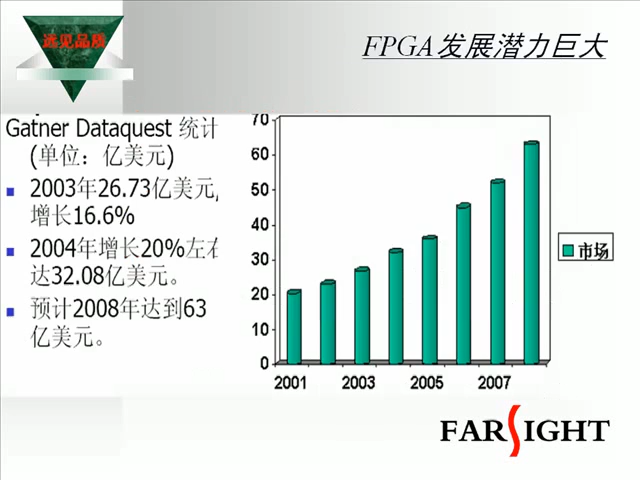 远见品质
FPGA发展潜力巨大
Gatner Dataquest 统计
(单位：亿美元)
2003年26.73亿美元,
增长16.6%
2004年增长20%左右
达32.08亿美元。
预计2008年达到63
亿美元。
70
60
50
40
30
20
10
0
2001 2003 2005 2007
市场
FARSIGHT